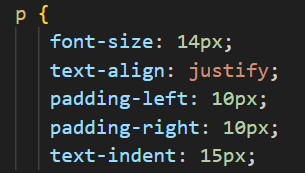 p {
font-size: 14px;
text-align: justify;
padding-left: 10px;
padding-right: 10px;
text-indent: 15px;